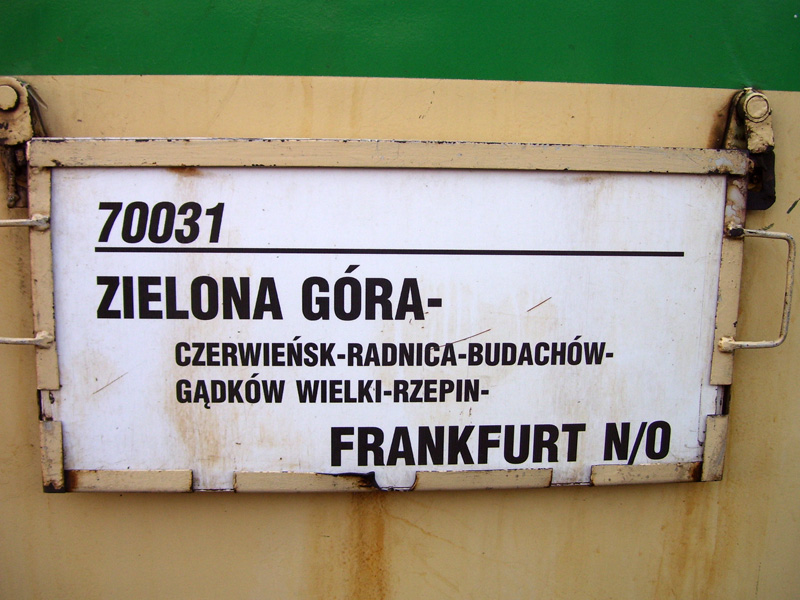 70031
ZIELONA GÓRA-
CZERWIEŃSK-RADNICA-BUDACHÓW-
GĄDKÓW WIELKI-RZEPIN-
FRANKFURT N/O